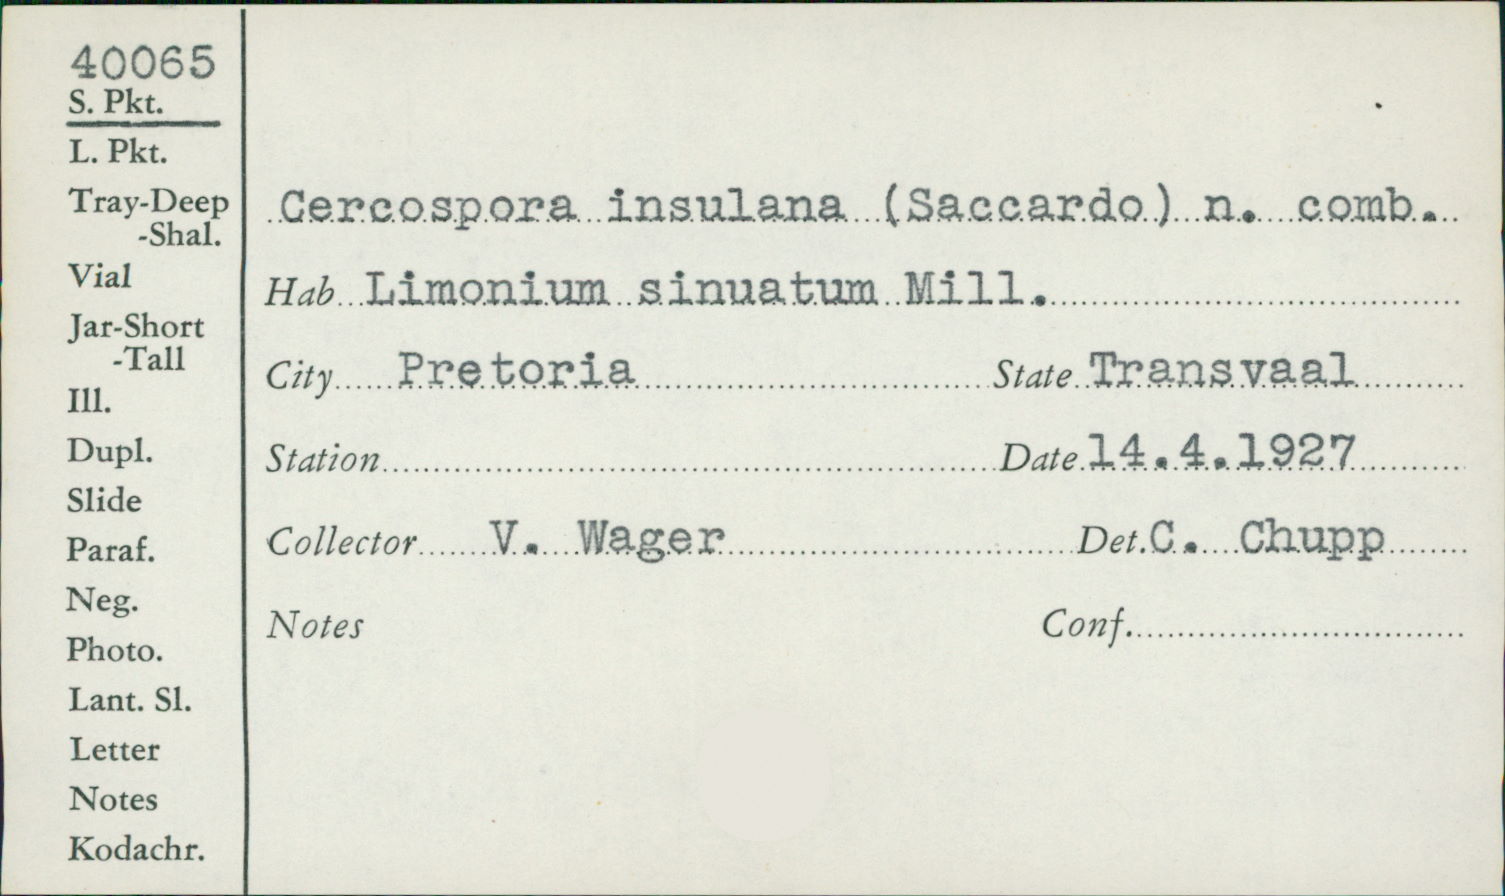 40065
S. Pkt.
L. Pkt.
Tray-Deep
-Shal.
Vial
Jar-Short
-Tall
Ill.
Dupl.
Slide
Paraf.
Neg.
Photo.
Lant. Sl.
Letter
Notes
Kodachr.
Cercospora insulana (Saccardo) n. comb.
Hab Limonium sinuatum Mill.
City Pretoria State Transvaal
Station Date 14.4.1927
Collector V. Wager Det. C. Chupp
Notes Conf.